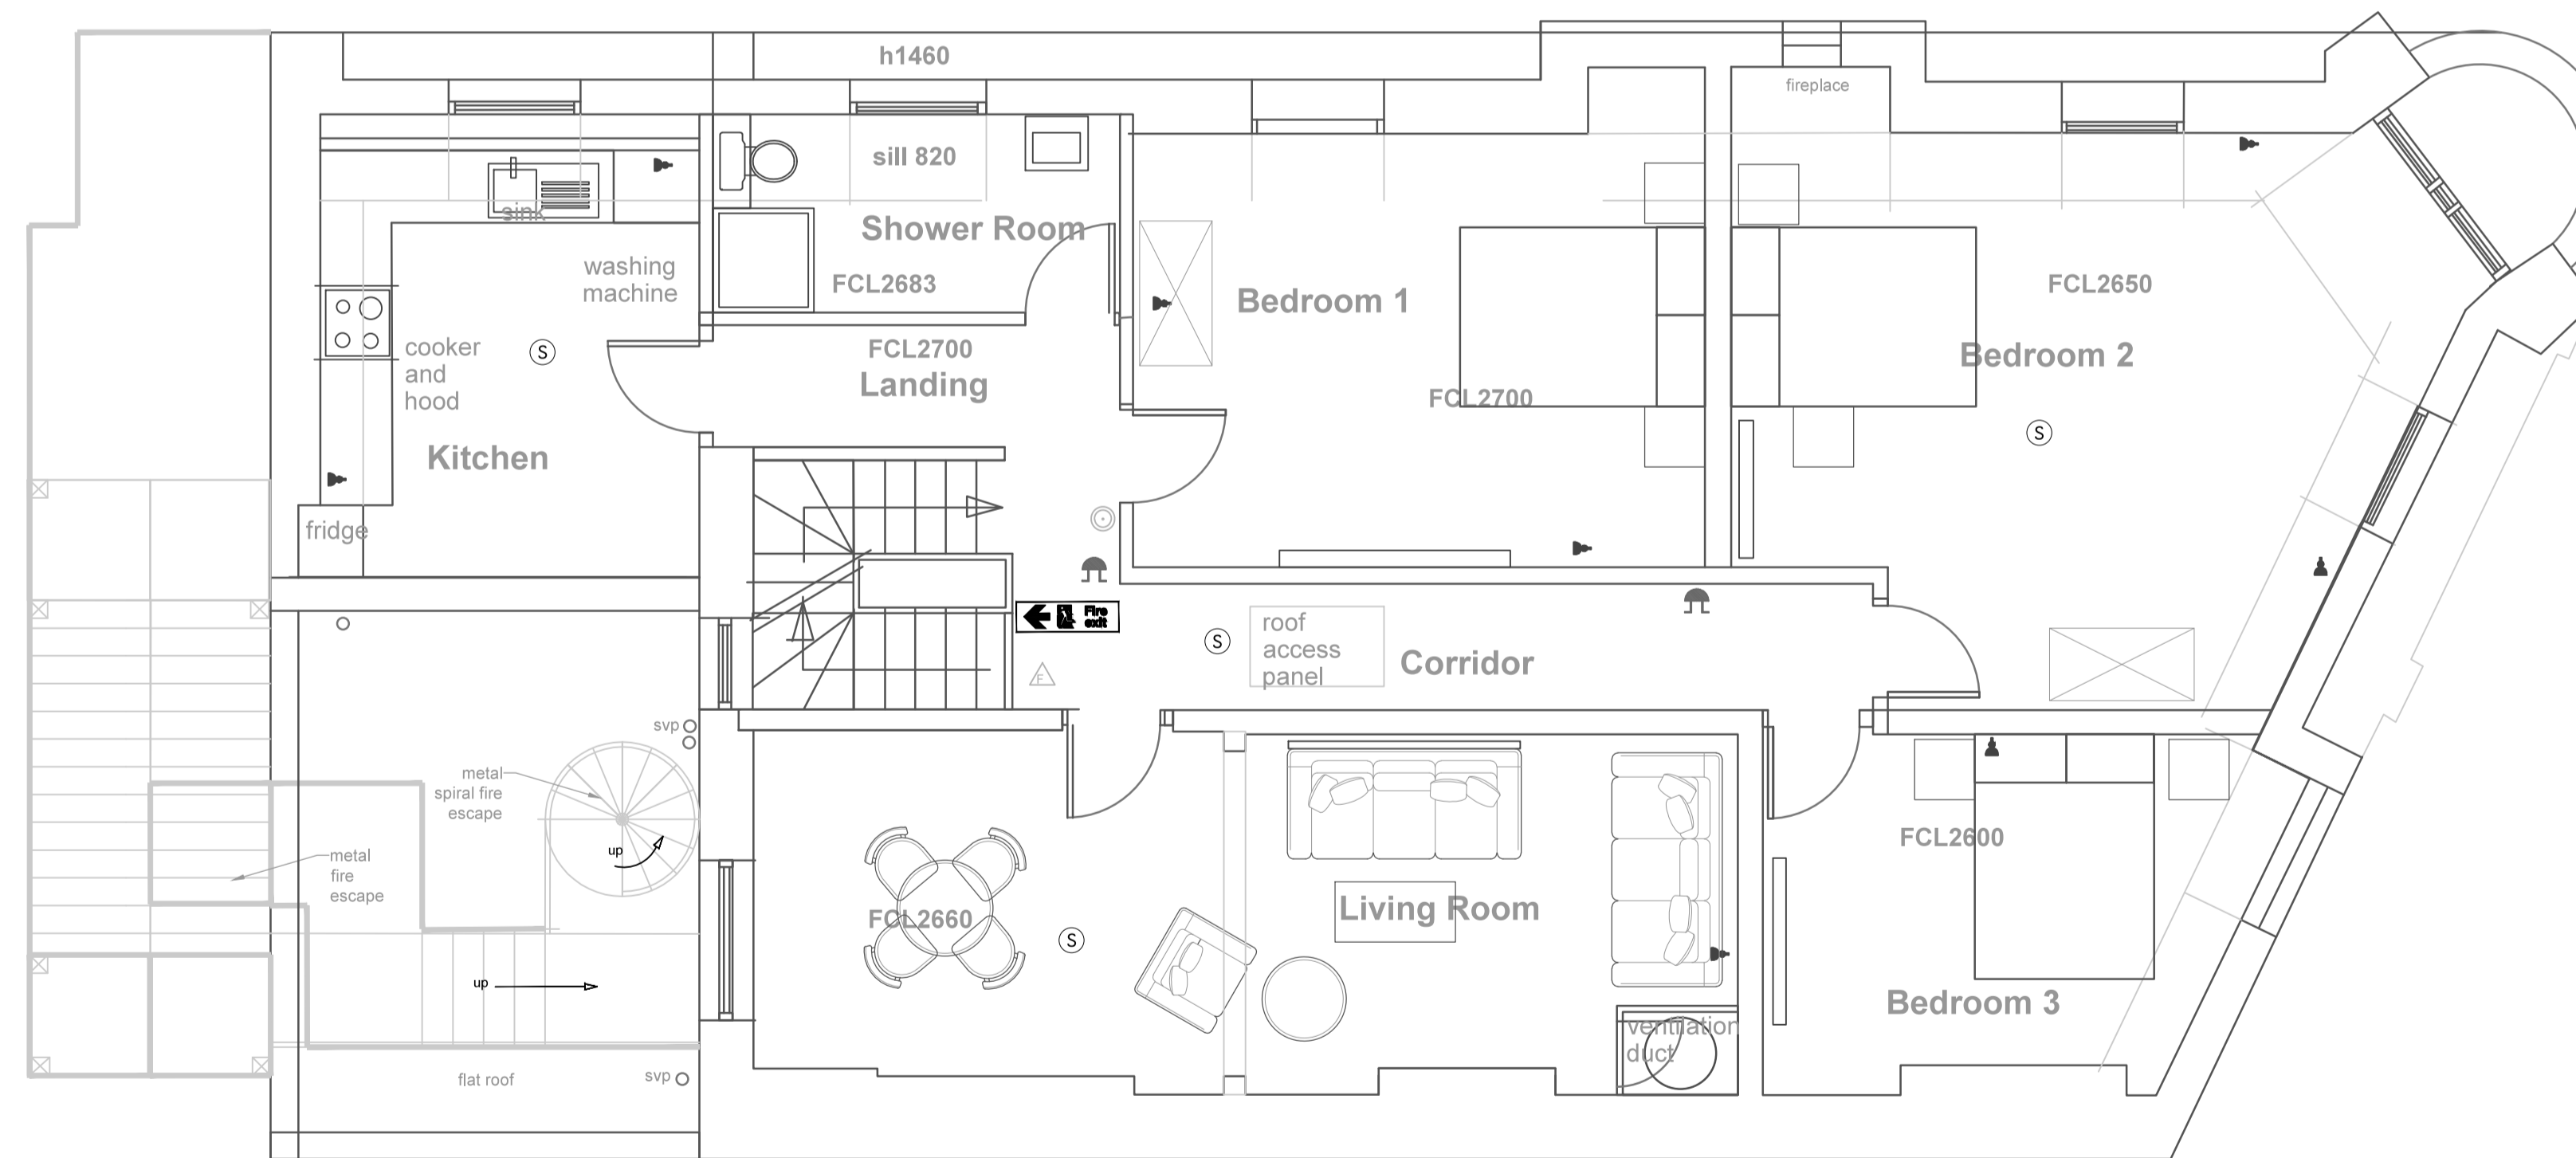 h1460
fireplace
sill 820
sink
Shower Room
washing
machine
FCL2683
FCL2650
Bedroom 1
Bedroom 2
S
cooker
and
hood
FCL2700
Landing
FCL2700
S
Kitchen
fridge
Fire
exit
S
roof
access
panel
Corridor
F
svp
metal
spiral fire
escape
up
metal
fire
escape
FCL2600
FCL2660
Living Room
S
up
Bedroom 3
ventilation
duct
flat roof
svp